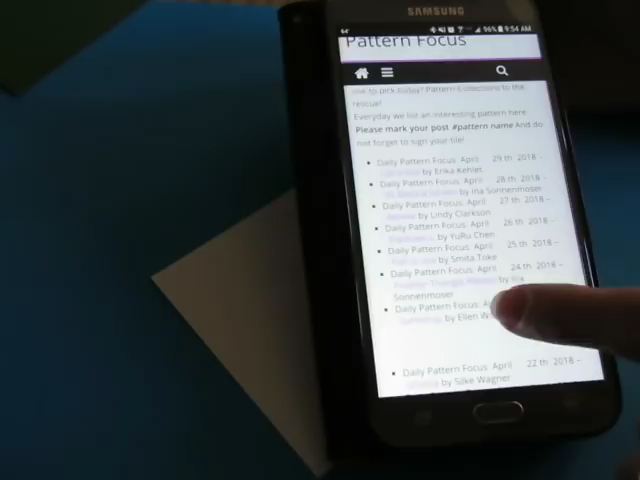 SAMSUNG
96% 9:54 AM
Pattern Focus
to pick today? Pattern Collections to the
rescue!
Everyday we list an interesting pattern here
Please mark your post #pattern name And do
not forget to sign your tile!
Daily Pattern Focus: April 29 th 2018 –
by Erika Kehlet
Daily Pattern Focus: April 28 th 2018 –
by Ina Sonnenmoser
Daily Pattern Focus: April 27 th 2018 –
by Lindy Clarkson
Daily Pattern Focus: April 26 th 2018 –
by YuRu Chen
Daily Pattern Focus: April 25 th 2018 –
by Smita Toke
Daily Pattern Focus: April 24 th 2018 –
by Ina
Sonnenmoser
Daily Pattern Focus:
by Ellen
Daily Pattern Focus: April 22 th 2018 –
by Silke Wagner